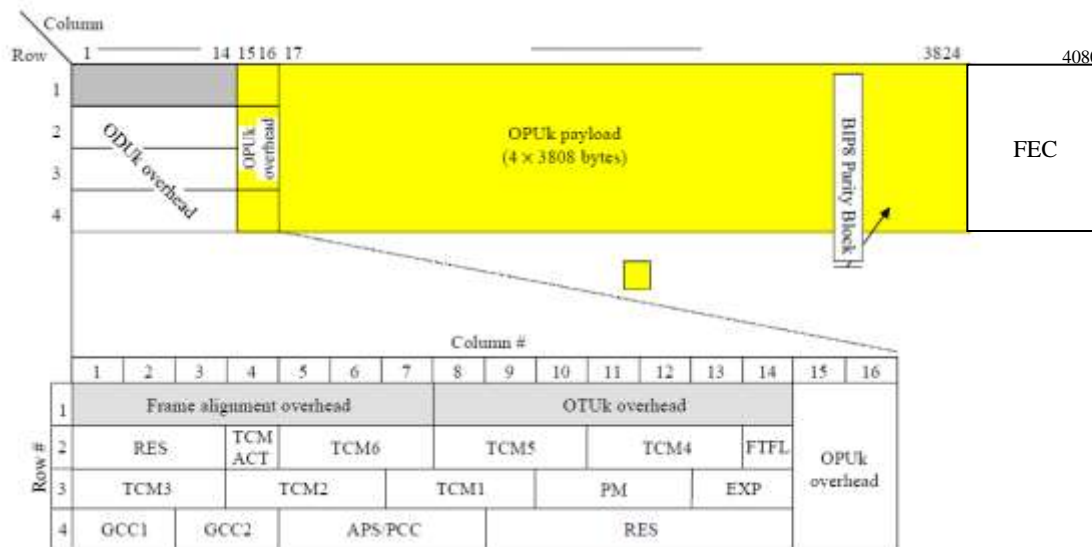 Column
Row 1 14 15 16 17 3824 4080
1
2
3
4
ODUk overhead
OPUk
overhead
OPUk payload
(4 × 3808 bytes)
BIP8 Parity Block
FEC
Column #
1 2 3 4 5 6 7 8 9 10 11 12 13 14 15 16
Row #
1 Frame alignment overhead OTUk overhead
2 RES TCM
ACT TCM6 TCM5 TCM4 FTFL OPUk
overhead
3 TCM3 TCM2 TCM1 PM EXP
4 GCC1 GCC2 APS/PCC RES